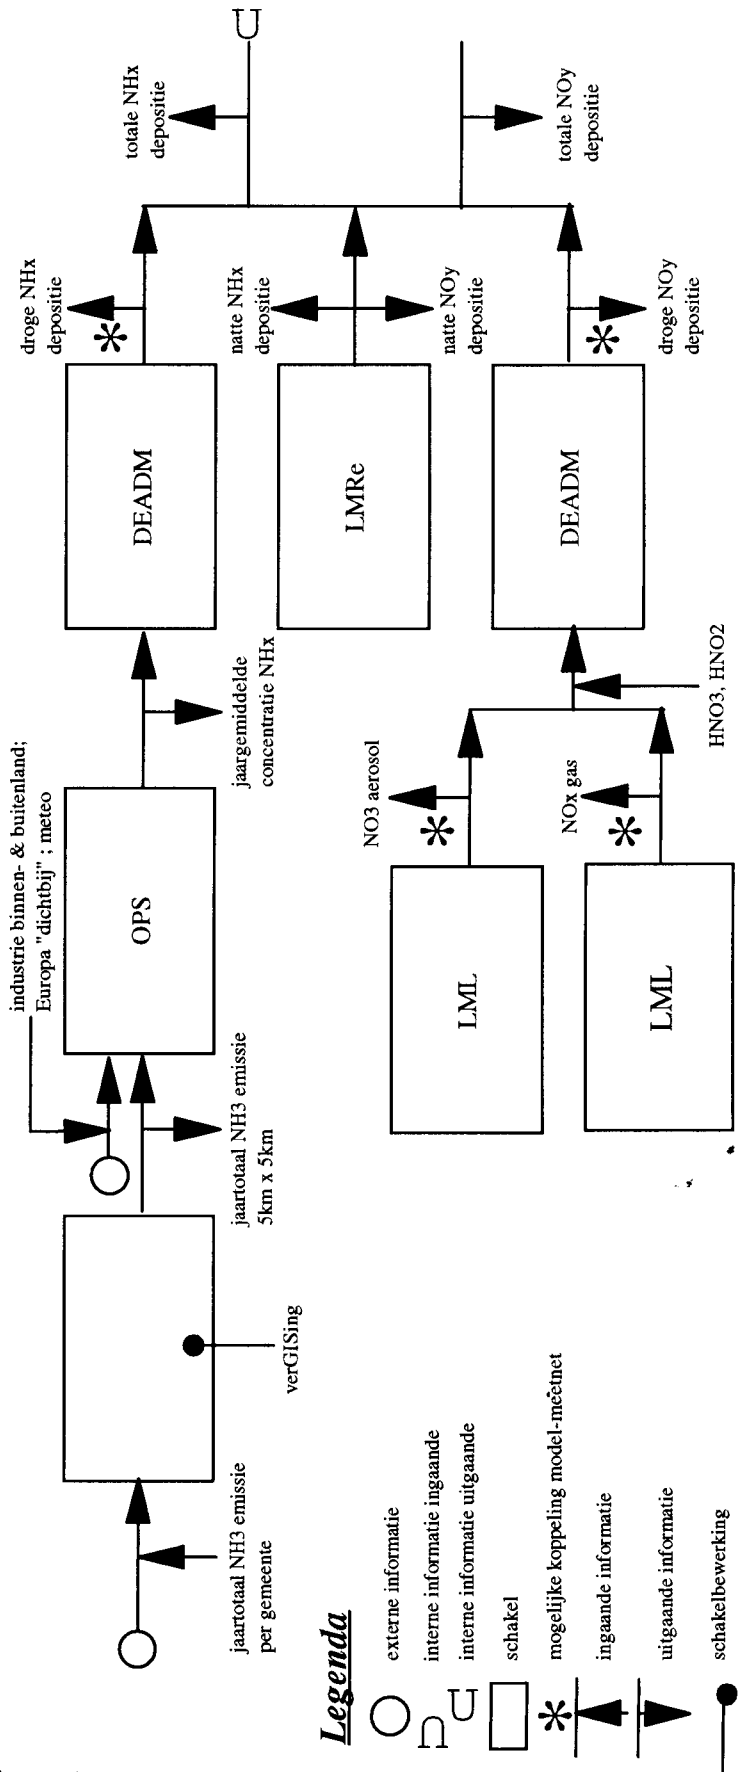 totale NHx
depositie
totale NOy
depositie
droge NHx
depositie
natte NHx
depositie
natte NOy
depositie
droge NOy
depositie
DEADM
LMRe
DEADM
jaargemiddelde
concentratie NHx
HNO3, HNO2
industrie binnen- & buitenland;
Europa "dichtbij" ; meteo
OPS
NO3 aerosol
NOx gas
LML
LML
jaartotaal NH3 emissie
5km x 5km
verGISing
jaartotaal NH3 emissie
per gemeente
Legenda
externe informatie
interne informatie ingaande
interne informatie uitgaande
schakel
mogelijke koppeling model-meetnet
ingaande informatie
uitgaande informatie
schakelbewerking